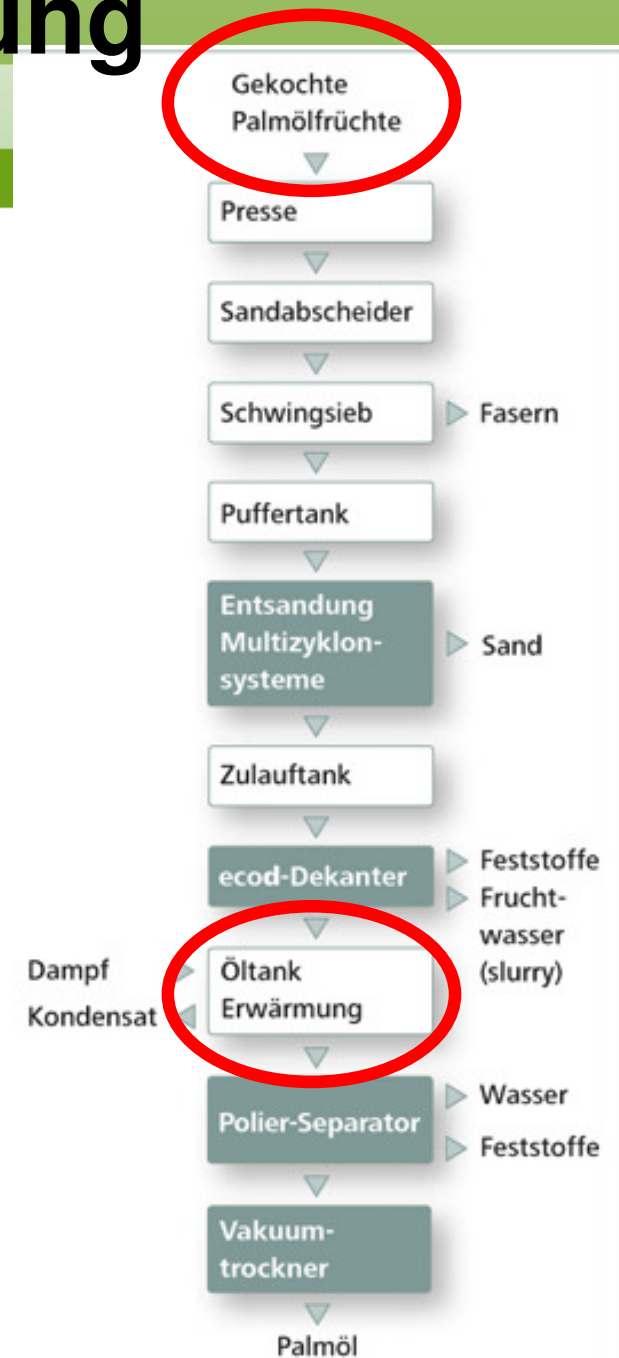 ung
Gekochte
Palmölfrüchte
Presse
Sandabscheider
Schwingsieb
Fasern
Puffertank
Entsandung
Multizyklon-
systeme
Sand
Zulauftank
ecod-Dekanter
Feststoffe
Frucht-
wasser
(slurry)
Dampf
Kondensat
Öltank
Erwärmung
Polier-Separator
Wasser
Feststoffe
Vakuum-
trockner
Palmöl